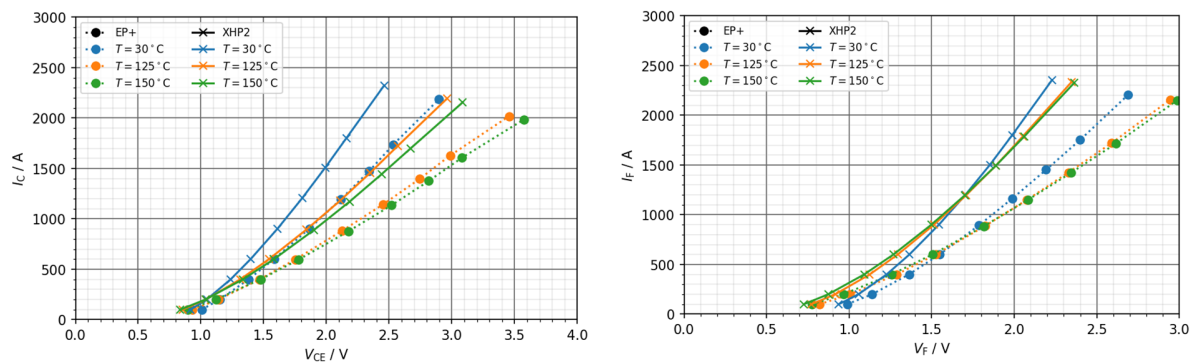 3000
2500
2000
1500
1000
500
0
I_C / A
EP+ XHP2
T = 30°C T = 30°C
T = 125°C T = 125°C
T = 150°C T = 150°C
0.0 0.5 1.0 1.5 2.0 2.5 3.0 3.5 4.0
V_CE / V
3000
2500
2000
1500
1000
500
0
I_F / A
EP+ XHP2
T = 30°C T = 30°C
T = 125°C T = 125°C
T = 150°C T = 150°C
0.0 0.5 1.0 1.5 2.0 2.5 3.0
V_F / V